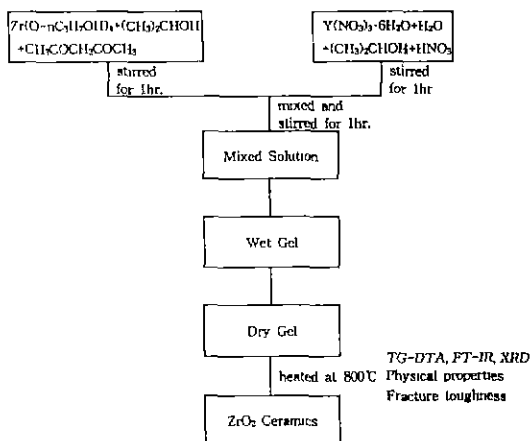 Zr(O-nC₃H₇OH)₄+(CH₃)₂CHOH
+CH₃COCH₂COCH₃
Y(NO₃)₃·6H₂O+H₂O
+(CH₃)₂CHOH+HNO₃
stirred
for 1hr.
stirred
for 1hr
mixed and
stirred for 1hr.
Mixed Solution
Wet Gel
Dry Gel
heated at 800℃
TG-DTA, FT-IR, XRD
Physical properties
Fracture toughness
ZrO₂ Ceramics